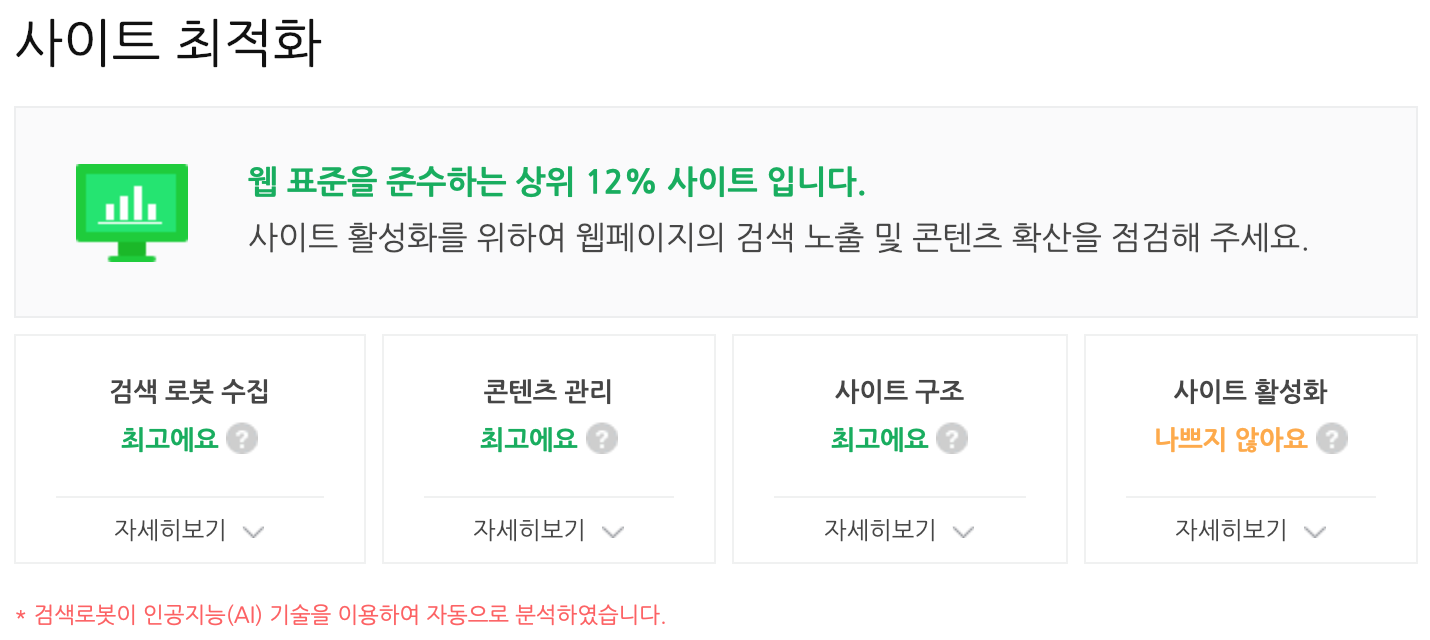 사이트 최적화
웹 표준을 준수하는 상위 12% 사이트 입니다.
사이트 활성화를 위하여 웹페이지의 검색 노출 및 콘텐츠 확산을 점검해 주세요.
검색 로봇 수집
최고에요 ?
자세히보기
콘텐츠 관리
최고에요 ?
자세히보기
사이트 구조
최고에요 ?
자세히보기
사이트 활성화
나쁘지 않아요 ?
자세히보기
* 검색로봇이 인공지능(AI) 기술을 이용하여 자동으로 분석하였습니다.